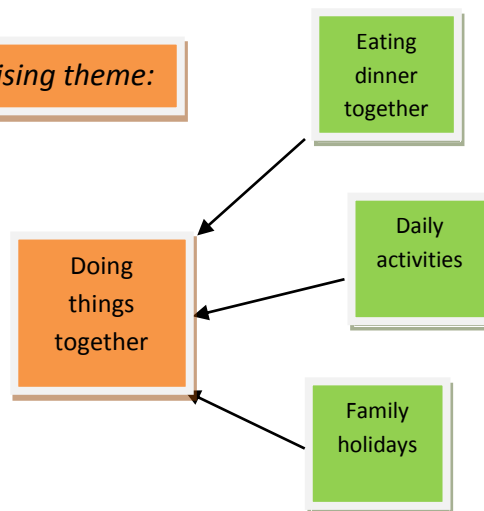 ising theme:
Eating
dinner
together
Daily
activities
Doing
things
together
Family
holidays